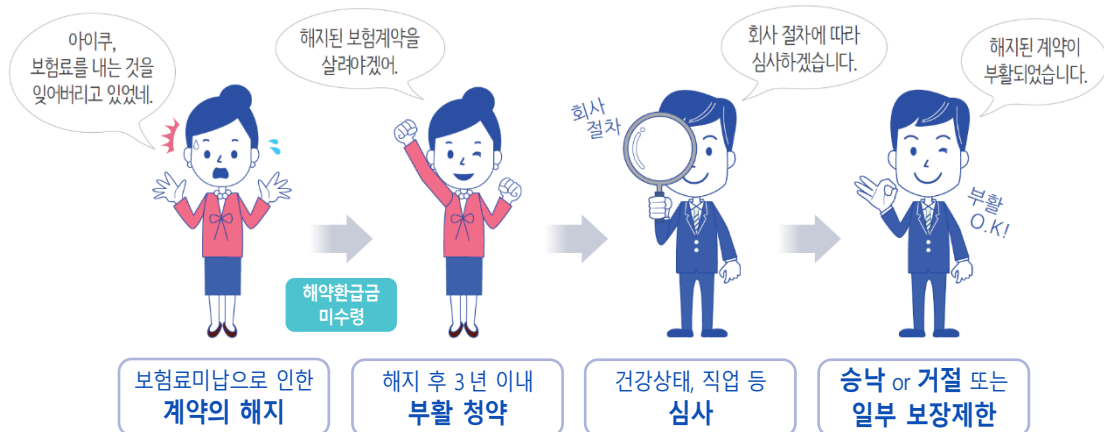 아이쿠,
보험료를 내는 것을
잊어버리고 있었네.
해지된 보험계약을
살려야겠어.
회사 절차에 따라
심사하겠습니다.
해지된 계약이
부활되었습니다.
회사
절차
부활
O.K!
해약환급금
미수령
보험료미납으로 인한
계약의 해지
해지 후 3년 이내
부활 청약
건강상태, 직업 등
심사
승낙 or 거절 또는
일부 보장제한